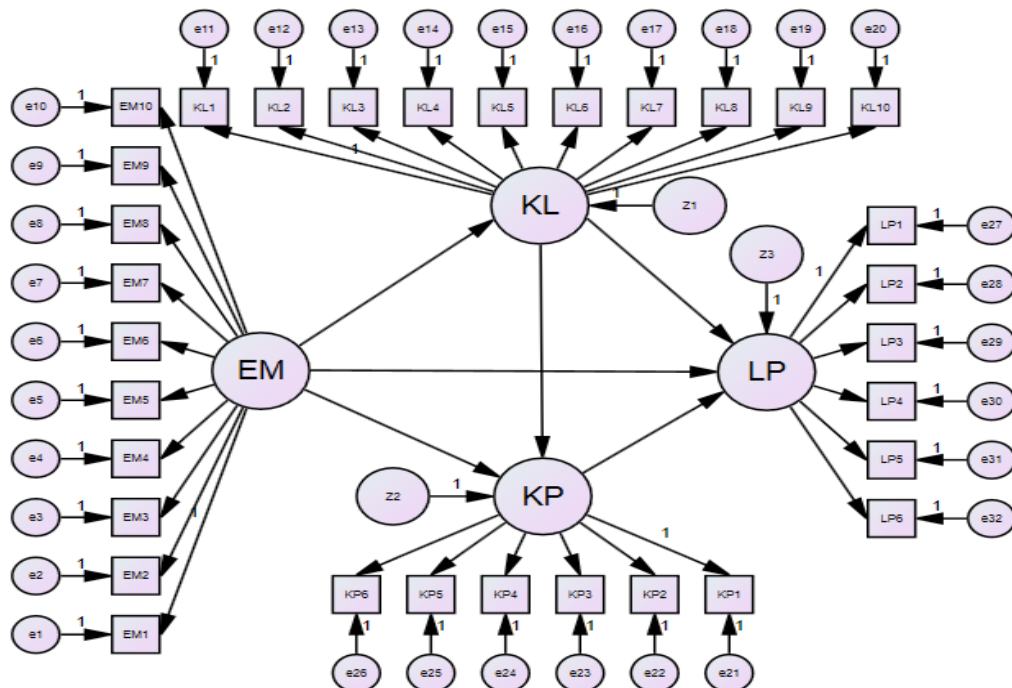 e11 e12 e13 e14 e15 e16 e17 e18 e19 e20
1 1 1 1 1 1 1 1 1 1
e10 1 EM10 KL1 KL2 KL3 KL4 KL5 KL6 KL7 KL8 KL9 KL10
1
e9 1 EM9
KL 1 Z1
e8 1 EM8 LP1 1 e27
Z3
e7 1 EM7 1 LP2 1 e28
1
e6 1 EM6 LP3 1 e29
EM LP
e5 1 EM5 LP4 1 e30
e4 1 EM4 LP5 1 e31
Z2 1 KP
e3 1 EM3 1 LP6 1 e32
1
e2 1 EM2 KP6 KP5 KP4 KP3 KP2 KP1
1 1 1 1 1 1
e1 1 EM1
e26 e25 e24 e23 e22 e21